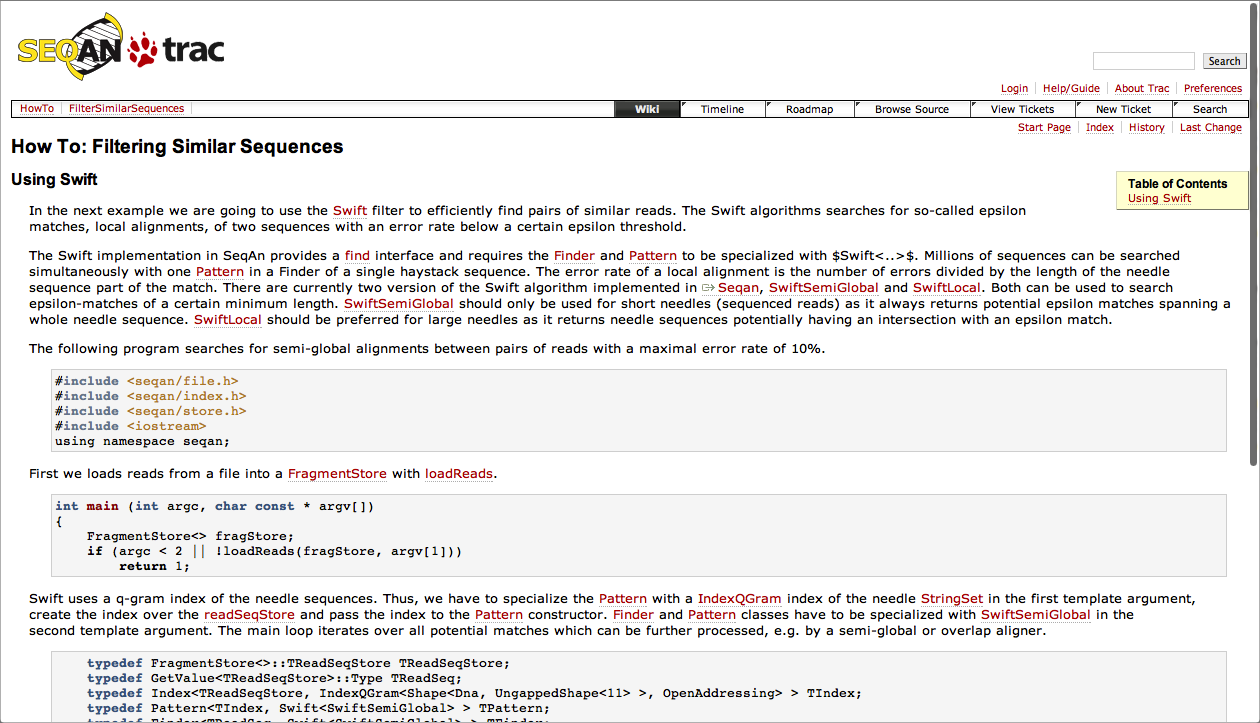 SEQAN trac
Search
Login Help/Guide About Trac Preferences
HowTo FilterSimilarSequences Wiki Timeline Roadmap Browse Source View Tickets New Ticket Search
Start Page Index History Last Change
How To: Filtering Similar Sequences
Using Swift
Table of Contents
Using Swift
In the next example we are going to use the Swift filter to efficiently find pairs of similar reads. The Swift algorithms searches for so-called epsilon
matches, local alignments, of two sequences with an error rate below a certain epsilon threshold.
The Swift implementation in SeqAn provides a find interface and requires the Finder and Pattern to be specialized with $Swift<..>$. Millions of sequences can be searched
simultaneously with one Pattern in a Finder of a single haystack sequence. The error rate of a local alignment is the number of errors divided by the length of the needle
sequence part of the match. There are currently two version of the Swift algorithm implemented in Seqan, SwiftSemiGlobal and SwiftLocal. Both can be used to search
epsilon-matches of a certain minimum length. SwiftSemiGlobal should only be used for short needles (sequenced reads) as it always returns potential epsilon matches spanning a
whole needle sequence. SwiftLocal should be preferred for large needles as it returns needle sequences potentially having an intersection with an epsilon match.
The following program searches for semi-global alignments between pairs of reads with a maximal error rate of 10%.
#include <seqan/file.h>
#include <seqan/index.h>
#include <seqan/store.h>
#include <iostream>
using namespace seqan;
First we loads reads from a file into a FragmentStore with loadReads.
int main (int argc, char const * argv[])
{
    FragmentStore<> fragStore;
    if (argc < 2 || !loadReads(fragStore, argv[1]))
        return 1;
Swift uses a q-gram index of the needle sequences. Thus, we have to specialize the Pattern with a IndexQGram index of the needle StringSet in the first template argument,
create the index over the readSeqStore and pass the index to the Pattern constructor. Finder and Pattern classes have to be specialized with SwiftSemiGlobal in the
second template argument. The main loop iterates over all potential matches which can be further processed, e.g. by a semi-global or overlap aligner.
    typedef FragmentStore<>::TReadSeqStore TReadSeqStore;
    typedef GetValue<TReadSeqStore>::Type TReadSeq;
    typedef Index<TReadSeqStore, IndexQGram<Shape<Dna, UngappedShape<11> >, OpenAddressing> > TIndex;
    typedef Pattern<TIndex, Swift<SwiftSemiGlobal> > TPattern;
    typedef Finder<TReadSeq, Swift<SwiftSemiGlobal> > TFinder;